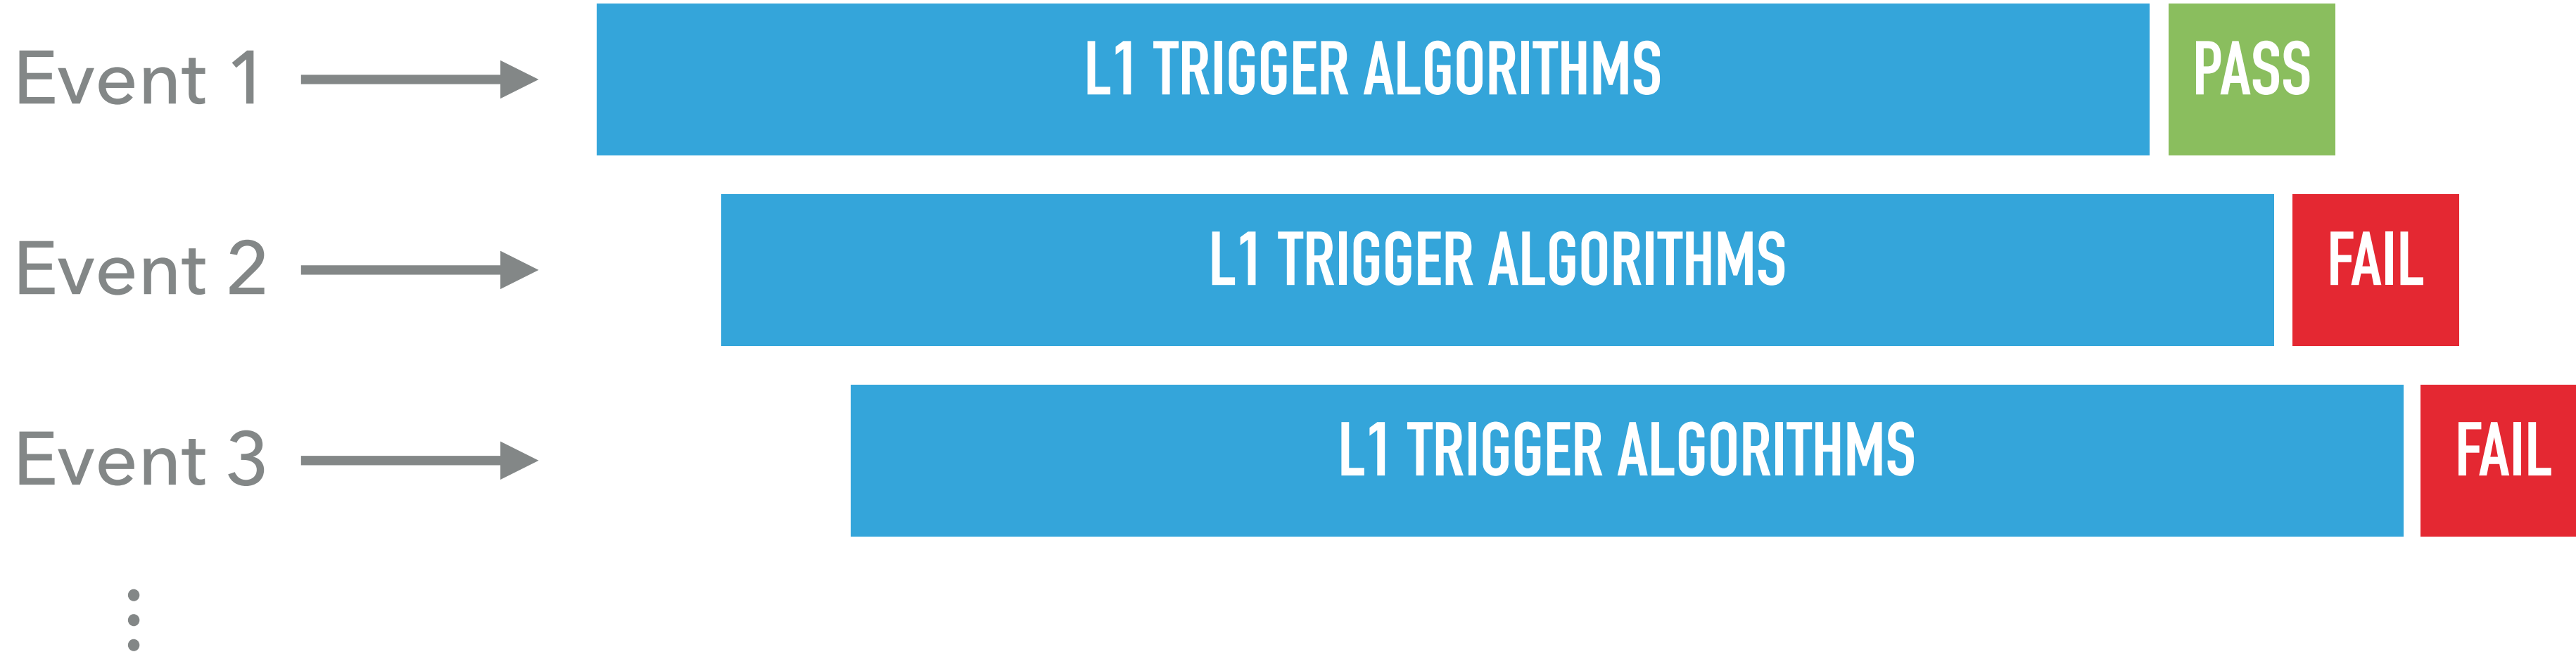 Event 1 L1 TRIGGER ALGORITHMS PASS
Event 2 L1 TRIGGER ALGORITHMS FAIL
Event 3 L1 TRIGGER ALGORITHMS FAIL